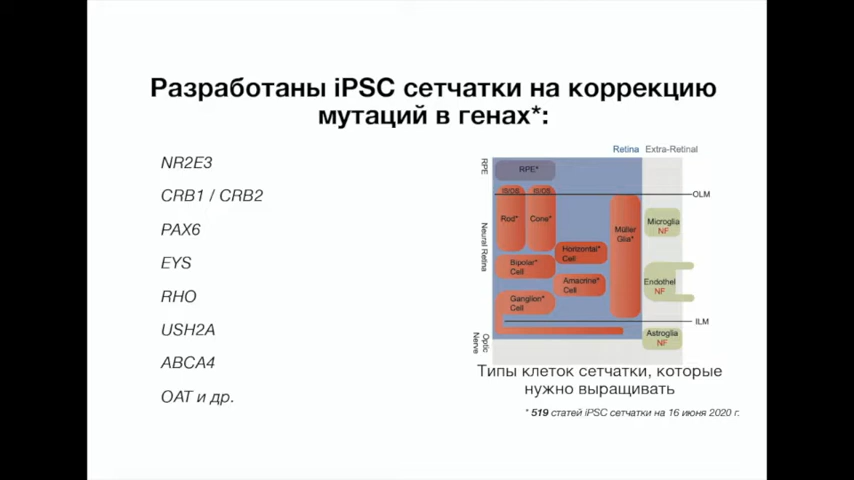 Разработаны iPSC сетчатки на коррекцию
мутаций в генах*:
NR2E3
CRB1 / CRB2
PAX6
EYS
RHO
USH2A
ABCA4
OAT и др.
Retina Extra-Retinal
RPE
RPE*
IS/OS IS/OS
OLM
Rod* Cone*
Neural Retina
Müller
Glia*
Microglia
NF
Horizontal*
Cell
Bipolar*
Cell
Amacrine*
Cell
Endothel
NF
Ganglion*
Cell
ILM
Optic
Nerve
Astroglia
NF
Типы клеток сетчатки, которые
нужно выращивать
* 519 статей iPSC сетчатки на 16 июня 2020 г.